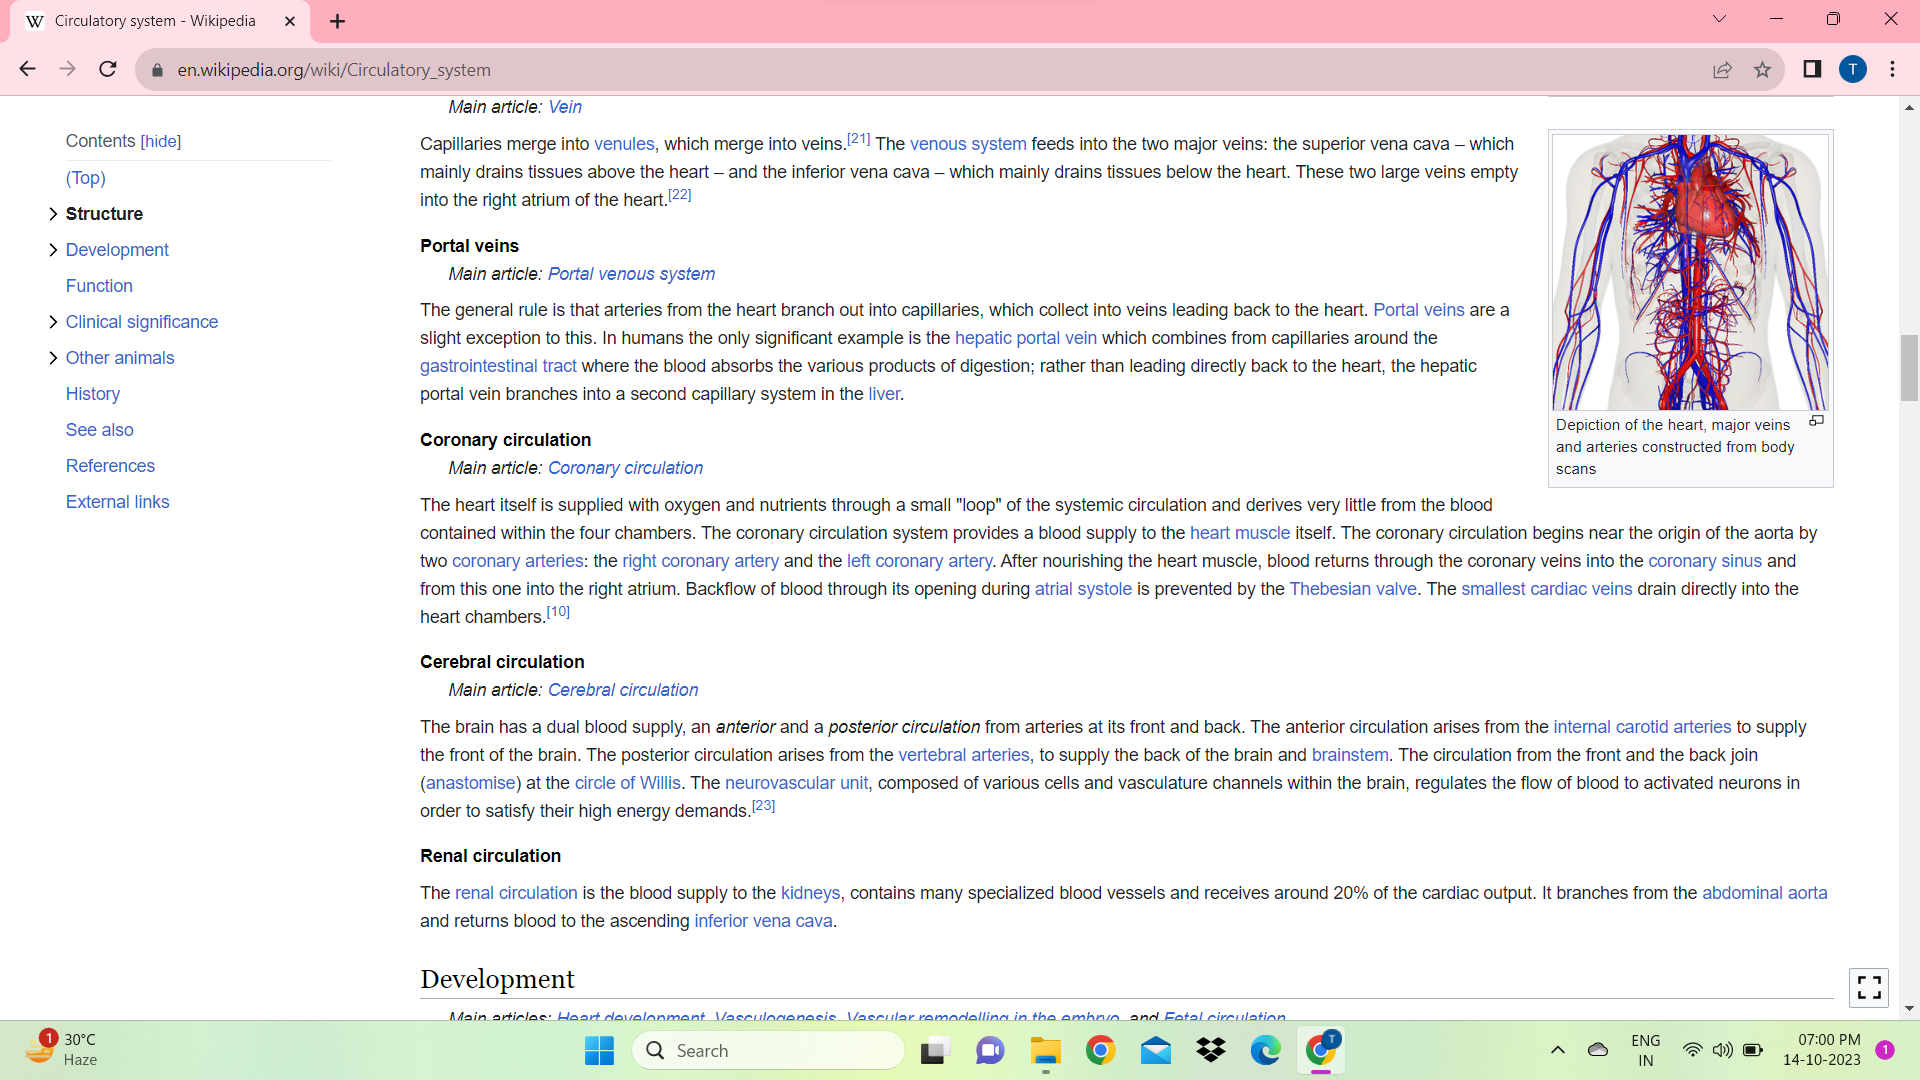 Circulatory system - Wikipedia
en.wikipedia.org/wiki/Circulatory_system
T
Contents [hide]
(Top)
Structure
Development
Function
Clinical significance
Other animals
History
See also
References
External links
Main article: Vein
Capillaries merge into venules, which merge into veins.[21] The venous system feeds into the two major veins: the superior vena cava – which
mainly drains tissues above the heart – and the inferior vena cava – which mainly drains tissues below the heart. These two large veins empty
into the right atrium of the heart.[22]
Portal veins
Main article: Portal venous system
The general rule is that arteries from the heart branch out into capillaries, which collect into veins leading back to the heart. Portal veins are a
slight exception to this. In humans the only significant example is the hepatic portal vein which combines from capillaries around the
gastrointestinal tract where the blood absorbs the various products of digestion; rather than leading directly back to the heart, the hepatic
portal vein branches into a second capillary system in the liver.
Depiction of the heart, major veins
and arteries constructed from body
scans
Coronary circulation
Main article: Coronary circulation
The heart itself is supplied with oxygen and nutrients through a small "loop" of the systemic circulation and derives very little from the blood
contained within the four chambers. The coronary circulation system provides a blood supply to the heart muscle itself. The coronary circulation begins near the origin of the aorta by
two coronary arteries: the right coronary artery and the left coronary artery. After nourishing the heart muscle, blood returns through the coronary veins into the coronary sinus and
from this one into the right atrium. Backflow of blood through its opening during atrial systole is prevented by the Thebesian valve. The smallest cardiac veins drain directly into the
heart chambers.[10]
Cerebral circulation
Main article: Cerebral circulation
The brain has a dual blood supply, an anterior and a posterior circulation from arteries at its front and back. The anterior circulation arises from the internal carotid arteries to supply
the front of the brain. The posterior circulation arises from the vertebral arteries, to supply the back of the brain and brainstem. The circulation from the front and the back join
(anastomise) at the circle of Willis. The neurovascular unit, composed of various cells and vasculature channels within the brain, regulates the flow of blood to activated neurons in
order to satisfy their high energy demands.[23]
Renal circulation
The renal circulation is the blood supply to the kidneys, contains many specialized blood vessels and receives around 20% of the cardiac output. It branches from the abdominal aorta
and returns blood to the ascending inferior vena cava.
Development
Main articles: Heart development, Vasculogenesis, Vascular remodelling in the embryo, and Fetal circulation
1
30°C
Haze
Search
T
ENG
IN
07:00 PM
14-10-2023
1